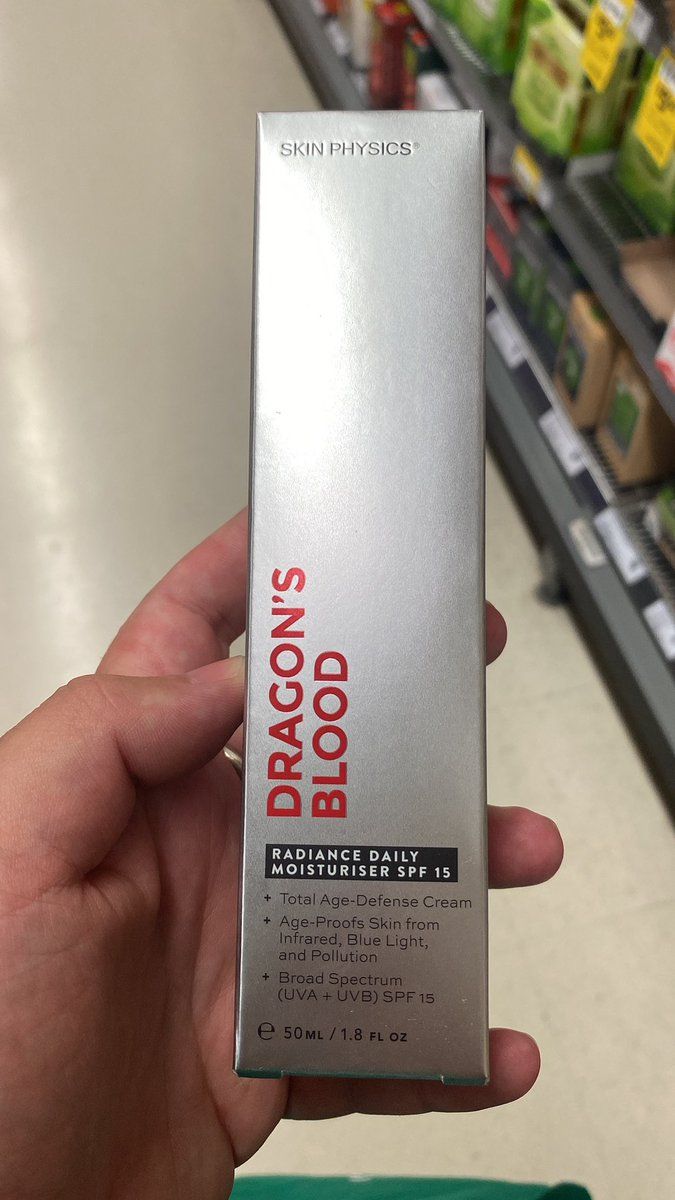 SKIN PHYSICS®
DRAGON'S
BLOOD
RADIANCE DAILY
MOISTURISER SPF 15
+ Total Age-Defense Cream
+ Age-Proofs Skin from
Infrared, Blue Light,
and Pollution
+ Broad Spectrum
(UVA + UVB) SPF 15
℮ 50ML / 1.8 FL OZ